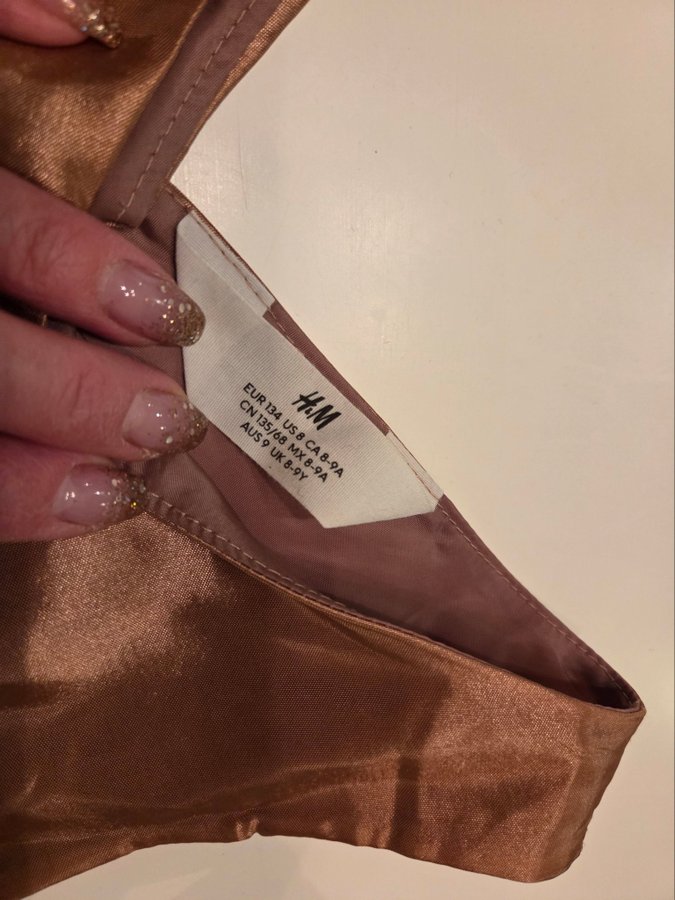 H&M
EUR 134 US 8 CA 8-9A
CN 135/68 MX 8-9A
AUS 9 UK 8-9Y